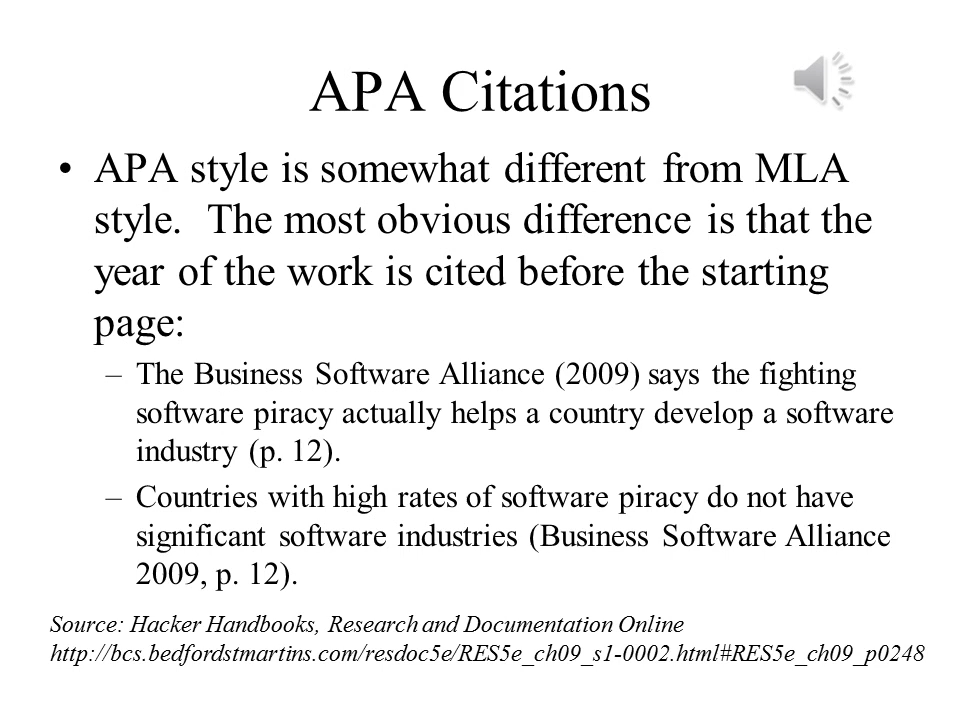 APA Citations
• APA style is somewhat different from MLA
style.  The most obvious difference is that the
year of the work is cited before the starting
page:
– The Business Software Alliance (2009) says the fighting
software piracy actually helps a country develop a software
industry (p. 12).
– Countries with high rates of software piracy do not have
significant software industries (Business Software Alliance
2009, p. 12).
Source: Hacker Handbooks, Research and Documentation Online
http://bcs.bedfordstmartins.com/resdoc5e/RES5e_ch09_s1-0002.html#RES5e_ch09_p0248